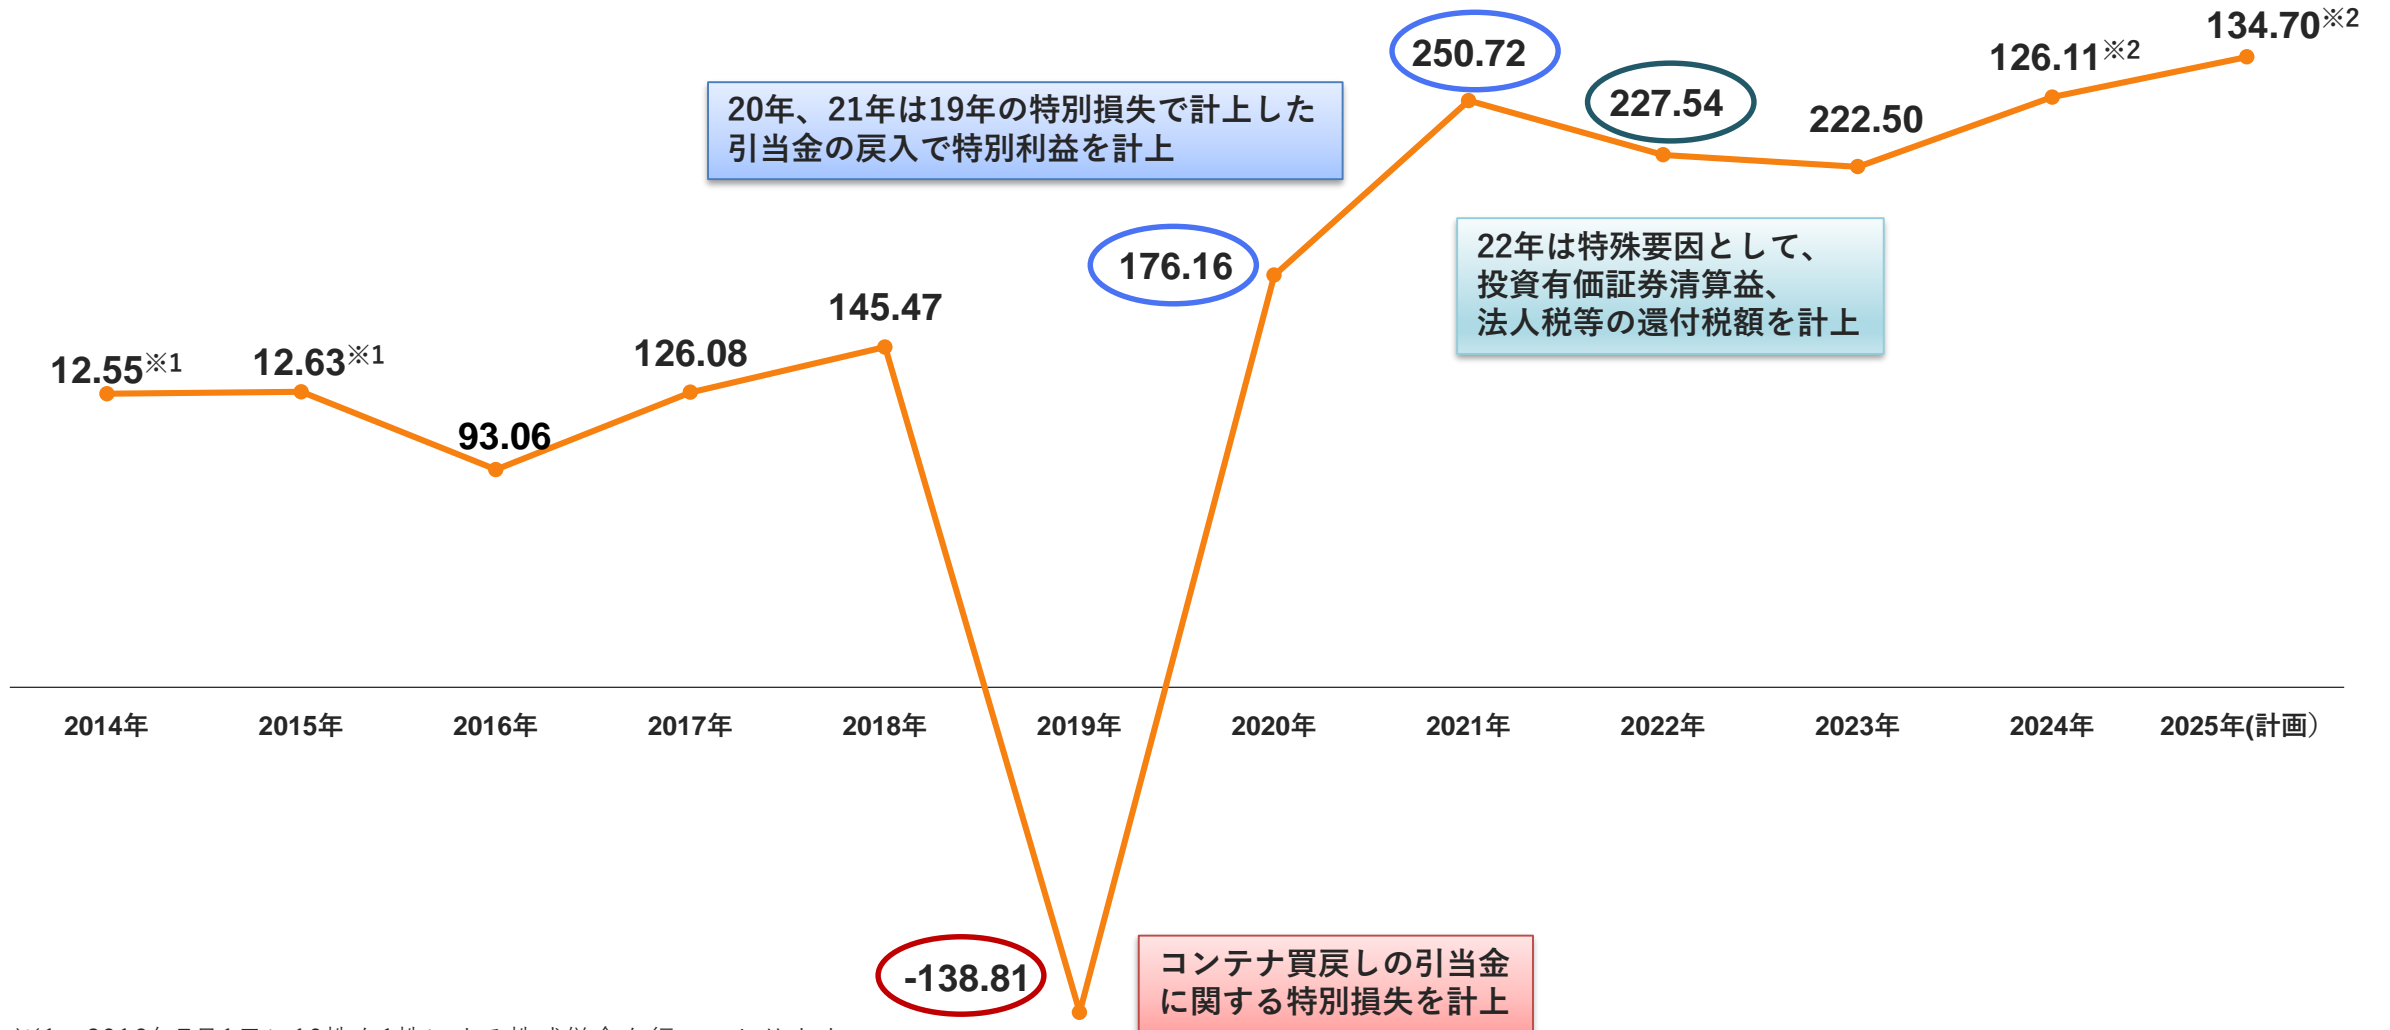 134.70※2
250.72
126.11※2
20年、21年は19年の特別損失で計上した
引当金の戻入で特別利益を計上
227.54
222.50
22年は特殊要因として、
投資有価証券清算益、
法人税等の還付税額を計上
176.16
145.47
126.08
12.55※1
12.63※1
93.06
2014年
2015年
2016年
2017年
2018年
2019年
2020年
2021年
2022年
2023年
2024年
2025年(計画）
-138.81
コンテナ買戻しの引当金
に関する特別損失を計上